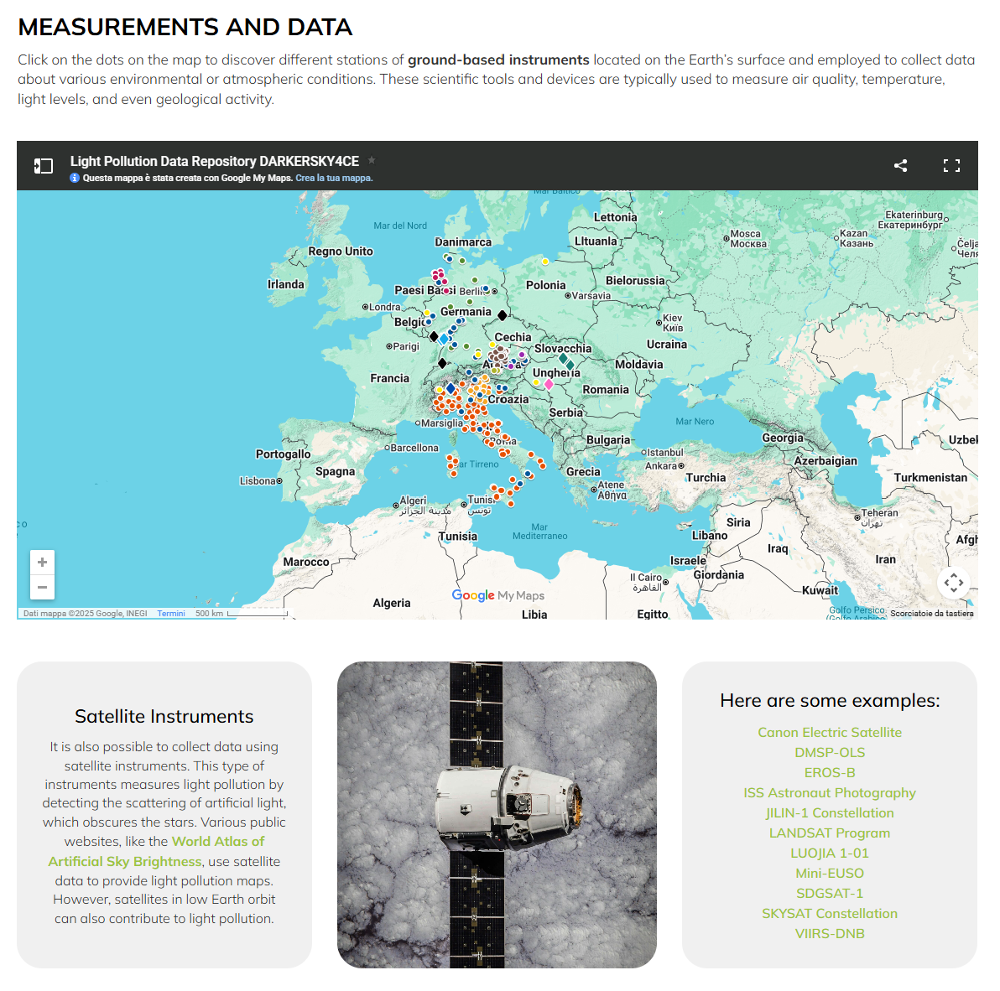 MEASUREMENTS AND DATA
Click on the dots on the map to discover different stations of ground-based instruments located on the Earth's surface and employed to collect data
about various environmental or atmospheric conditions. These scientific tools and devices are typically used to measure air quality, temperature,
light levels, and even geological activity.
Light Pollution Data Repository DARKERSKY4CE
Questa mappa è stata creata con Google My Maps. Crea la tua mappa.
Mar Baltico
Lettonia
Ekaterinburg
Екатеринбург
Mar del Nord
Mosca
Москва
Kazan
Казань
Danimarca
Lituania
Regno Unito
Irlanda
Polonia
Bielorussia
Paesi Bassi
Varsavia
Londra
Germania
Kiev
Київ
Cechia
Slovacchia
Ucraina
Parigi
Ungheria
Moldavia
Francia
Romania
Croazia
Serbia
Marsiglia
Mar Nero
Roma
Bulgaria
Georgia
Uzbek
Portogallo
Barcellona
Istanbul
Azerbaigian
Ankara
Spagna
ar Tirreno
Grecia
Turchia
Turkmenistan
Lisbona
Atene
Αθήνα
Algeri
الجزائر مدينة
Tunisi
تونس
Teheran
تهران
Mar
Mediterraneo
Siria
Tunisia
Libano
Iraq
Afgh
Marocco
Israele
Iran
Giordania
Il Cairo
القاهرة
Kuwait
Google My Maps
Algeria
Libia
Egitto
Golfo Persico
Dati mappa ©2025 Google, INEGI
Termini
500 km
Scorciatoie da tastiera
Satellite Instruments
It is also possible to collect data using
satellite instruments. This type of
instruments measures light pollution by
detecting the scattering of artificial light,
which obscures the stars. Various public
websites, like the World Atlas of
Artificial Sky Brightness, use satellite
data to provide light pollution maps.
However, satellites in low Earth orbit
can also contribute to light pollution.
Here are some examples:
Canon Electric Satellite
DMSP-OLS
EROS-B
ISS Astronaut Photography
JILIN-1 Constellation
LANDSAT Program
LUOJIA 1-01
Mini-EUSO
SDGSAT-1
SKYSAT Constellation
VIIRS-DNB